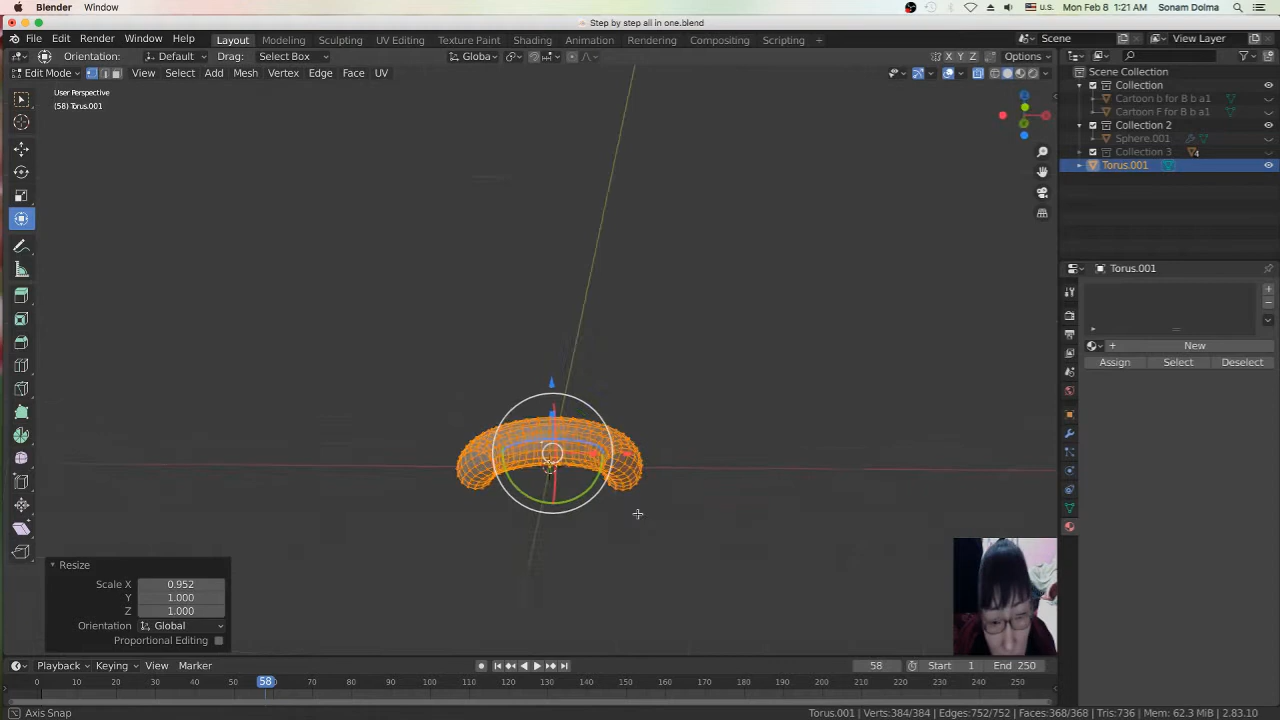 Blender Window U.S. Mon Feb 8 1:21 AM Sonam Dolma
Step by step all in one.blend
File Edit Render Window Help Layout Modeling Sculpting UV Editing Texture Paint Shading Animation Rendering Compositing Scripting + Scene View Layer
Orientation: Default Drag: Select Box Globa X Y Z Options
Edit Mode View Select Add Mesh Vertex Edge Face UV
User Perspective
(58) Torus.001
Scene Collection
Collection
Cartoon b for B b a1
Cartoon F for B b a1
Collection 2
Sphere.001
Collection 3 4
Torus.001
Torus.001
New
Assign Select Deselect
Resize
Scale X 0.952
Y 1.000
Z 1.000
Orientation Global
Proportional Editing
Playback Keying View Marker 58 Start 1 End 250
0 10 20 30 40 50 58 70 80 90 100 110 120 130 140 150 160 170 180 190 200 210 220 230 240 250
Axis Snap Torus.001 | Verts:384/384 | Edges:752/752 | Faces:368/368 | Tris:736 | Mem: 62.3 MiB | 2.83.10